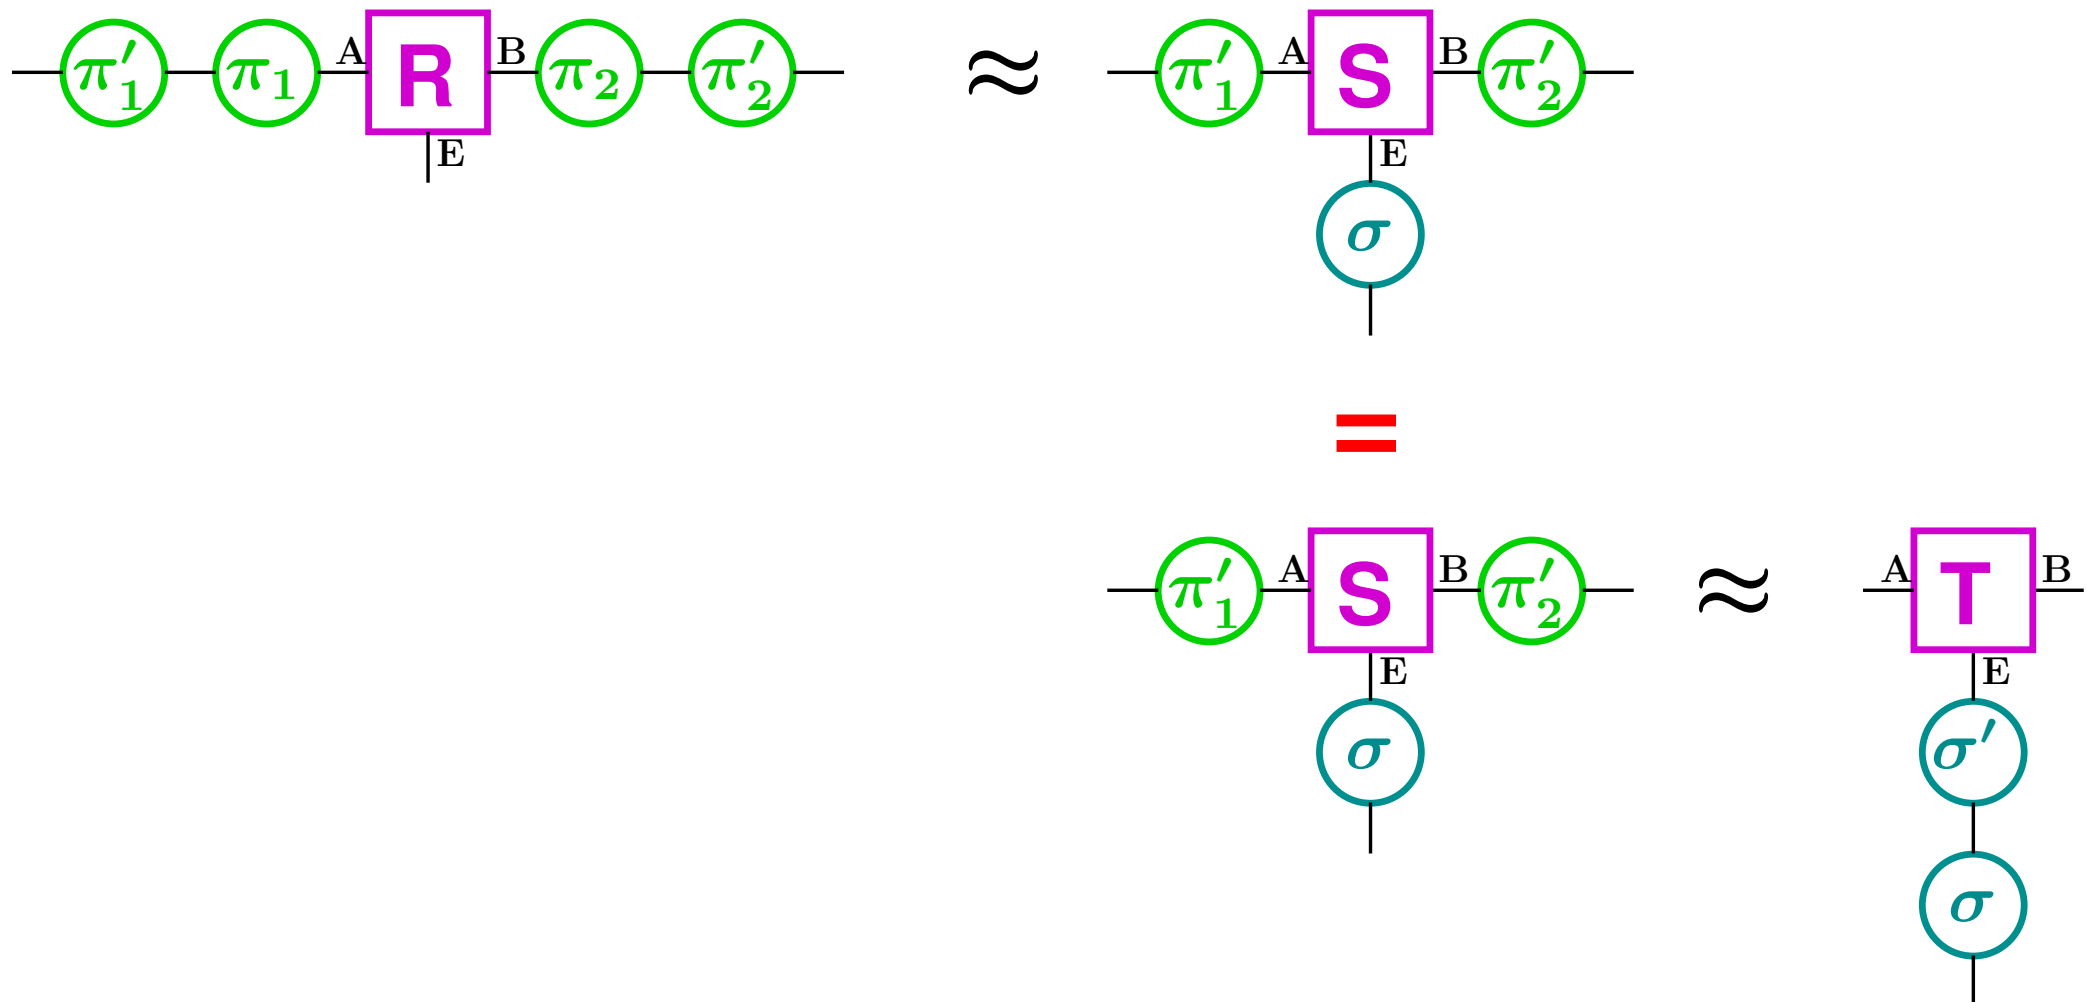 π′₁ π₁ A R B π₂ π′₂ ≈ π′₁ A S B π′₂
E E
σ
=
π′₁ A S B π′₂ ≈ A T B
E E
σ σ′
σ